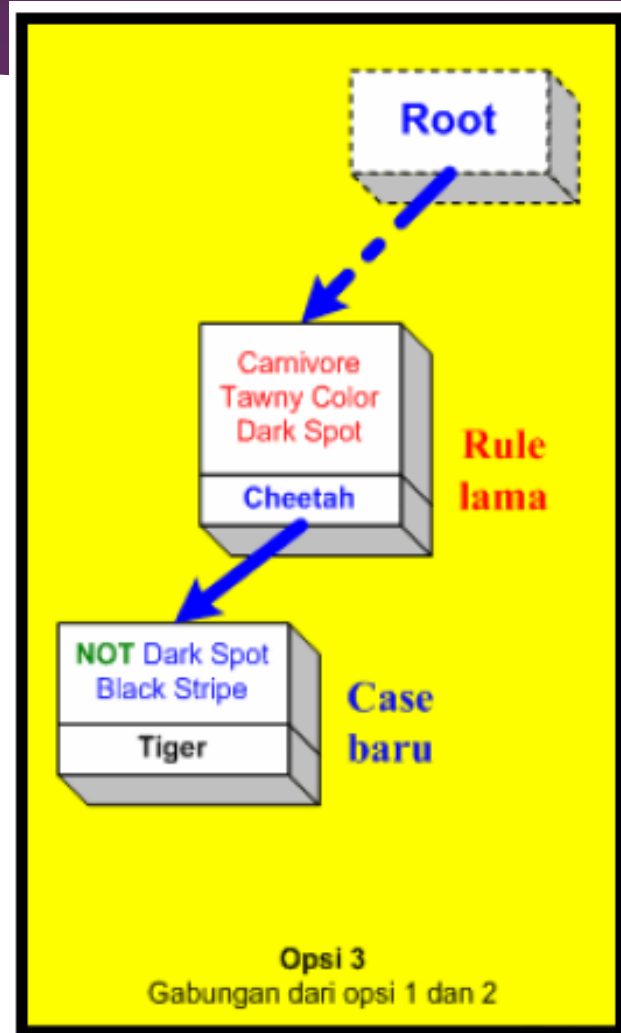 Root
Carnivore
Tawny Color
Dark Spot
Cheetah
Rule
lama
NOT Dark Spot
Black Stripe
Tiger
Case
baru
Opsi 3
Gabungan dari opsi 1 dan 2